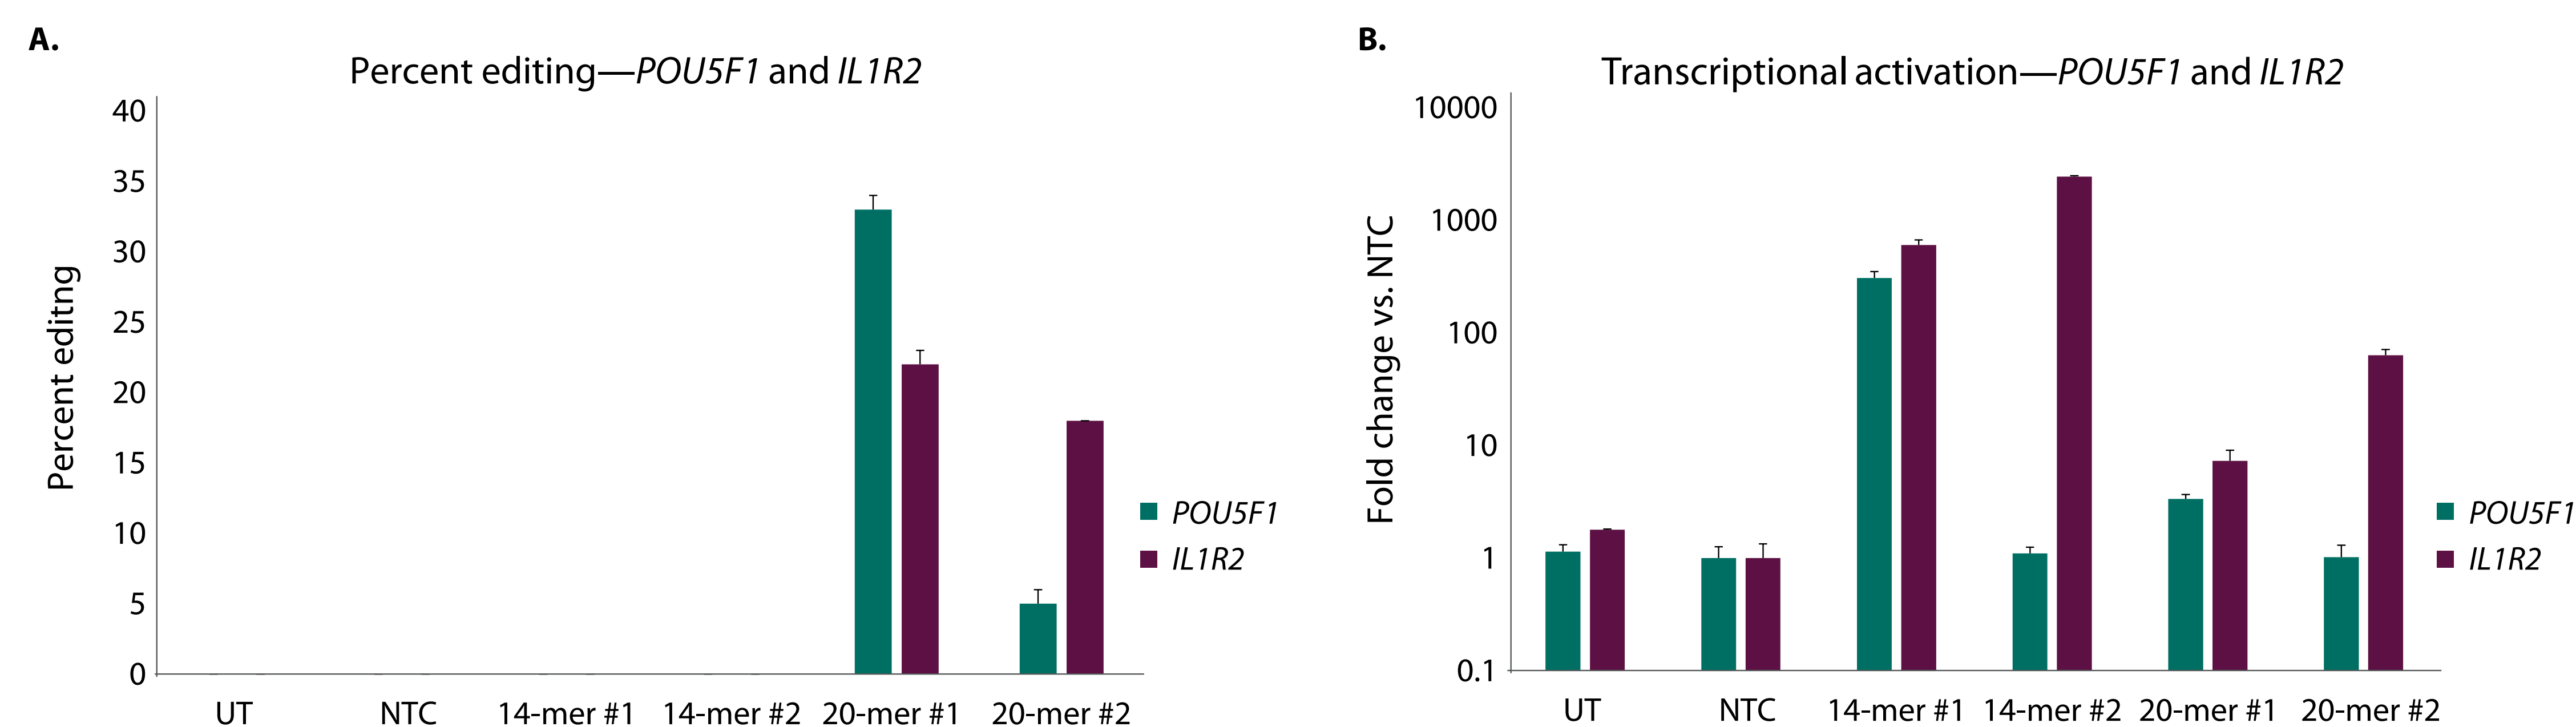 A.
Percent editing—POU5F1 and IL1R2
Percent editng
40
35
30
25
20
15
10
5
0
UT NTC 14-mer #1 14-mer #2 20-mer #1 20-mer #2
POU5F1
IL1R2
B.
Transcriptional activation—POU5F1 and IL1R2
Fold change vs. NTC
10000
1000
100
10
1
0.1
UT NTC 14-mer #1 14-mer #2 20-mer #1 20-mer #2
POU5F1
IL1R2